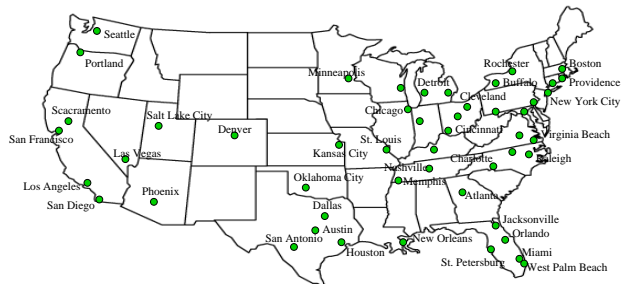 Seattle
Portland
Minneapolis
Rochester
Boston
Detroit
Buffalo
Providence
Cleveland
New York City
Chicago
Scacramento
Salt Lake City
San Francisco
Denver
Cincinnati
Virginia Beach
St. Louis
Las Vegas
Kansas City
Charlotte
Raleigh
Nashville
Oklahoma City
Memphis
Los Angeles
Phoenix
Atlanta
San Diego
Dallas
Jacksonville
Austin
Orlando
San Antonio
New Orleans
Houston
Miami
St. Petersburg
West Palm Beach